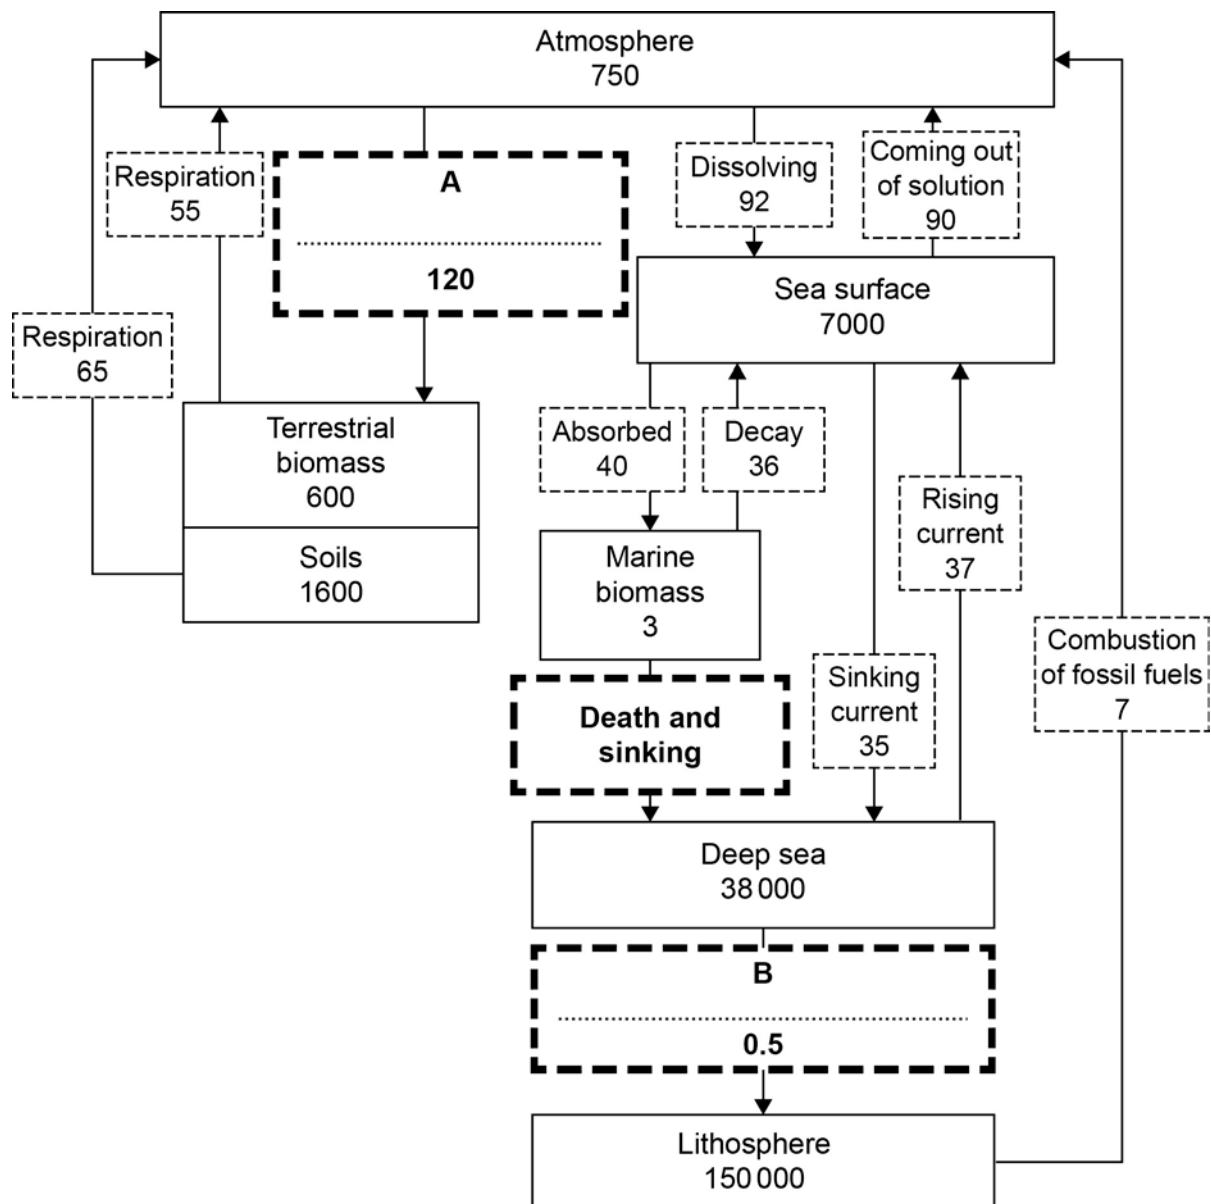 Atmosphere
750
Respiration
55
A
120
Dissolving
92
Coming out
of solution
90
Sea surface
7000
Respiration
65
Terrestrial
biomass
600
Soils
1600
Absorbed
40
Decay
36
Rising
current
37
Marine
biomass
3
Combustion
of fossil fuels
7
Death and
sinking
Sinking
current
35
Deep sea
38 000
B
0.5
Lithosphere
150 000